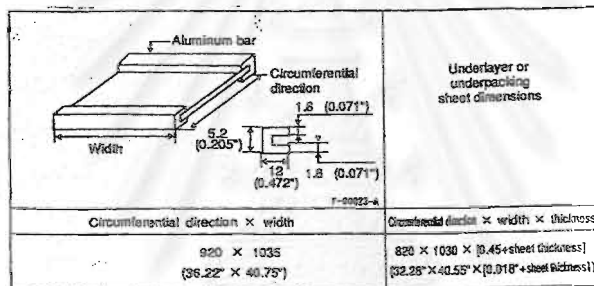 Aluminum bar
Circumferential
direction
Width
5.2
(0.205")
1.8 (0.071")
12
(0.472")
1.8 (0.071")
F-00023-A
Underlayer or
underpacking
sheet dimensions
Circumferential direction × width
Circumferential direction × width × thickness
920 × 1035
(36.22" × 40.75")
820 × 1030 × [0.45+sheet thickness]
(32.28"×40.55"×[0.018"+sheet thickness])